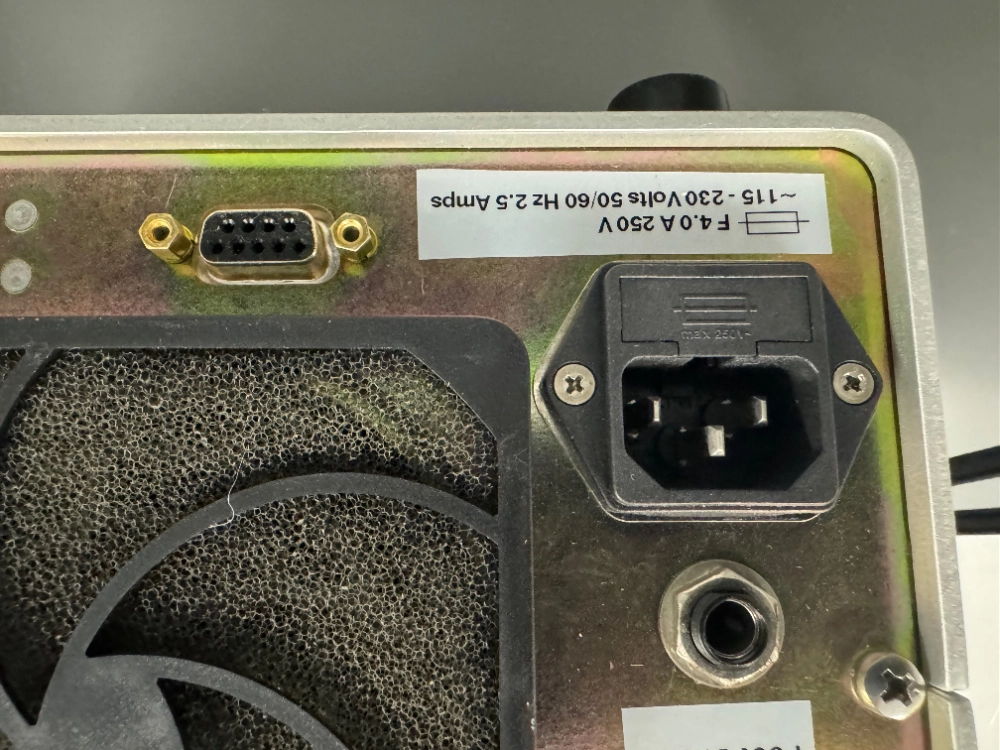 ~115 - 230 Volts 50/60 Hz 2.5 Amps
F 4.0 A 250 V
max 250V